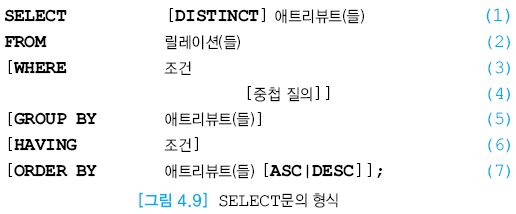 SELECT [DISTINCT] 애트리뷰트(들) (1)
FROM 릴레이션(들) (2)
[WHERE 조건 (3)
[중첩 질의]] (4)
[GROUP BY 애트리뷰트(들)] (5)
[HAVING 조건] (6)
[ORDER BY 애트리뷰트(들) [ASC|DESC]]; (7)
[그림 4.9] SELECT문의 형식